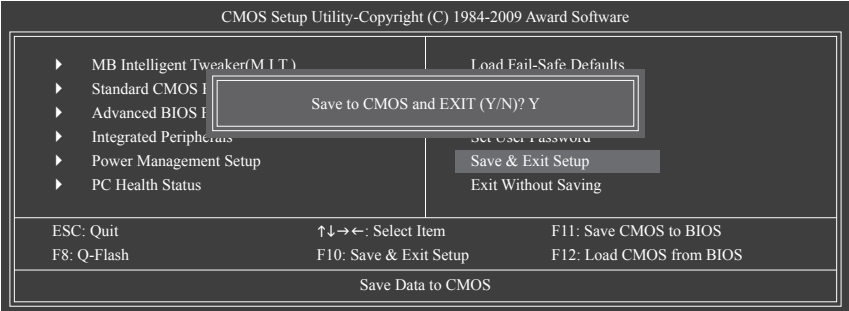 CMOS Setup Utility-Copyright (C) 1984-2009 Award Software
MB Intelligent Tweaker(M.I.T.)
Standard CMOS
Advanced BIOS
Integrated Peripherals
Power Management Setup
PC Health Status
Load Fail-Safe Defaults
Set User Password
Save & Exit Setup
Exit Without Saving
Save to CMOS and EXIT (Y/N)? Y
ESC: Quit ↑↓→←: Select Item F11: Save CMOS to BIOS
F8: Q-Flash F10: Save & Exit Setup F12: Load CMOS from BIOS
Save Data to CMOS